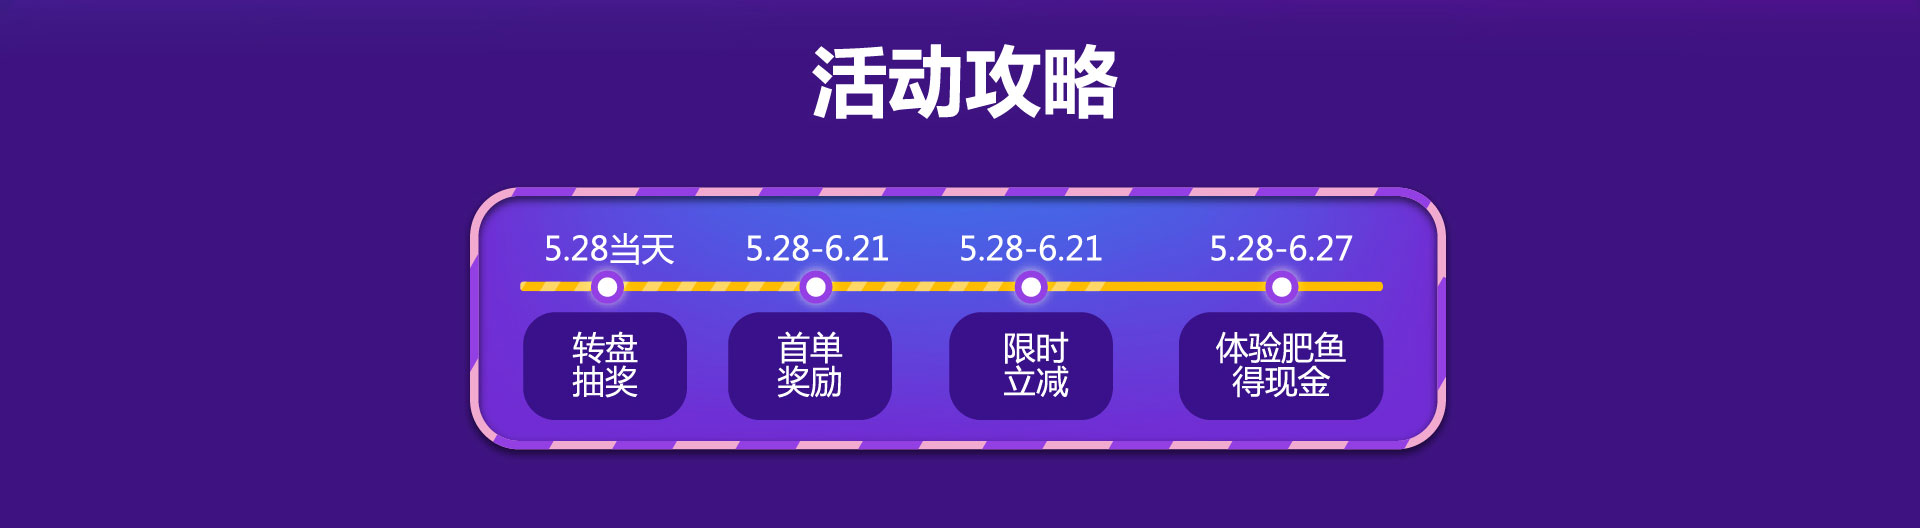 活动攻略
5.28当天
5.28-6.21
5.28-6.21
5.28-6.27
转盘
抽奖
首单
奖励
限时
立减
体验肥鱼
得现金